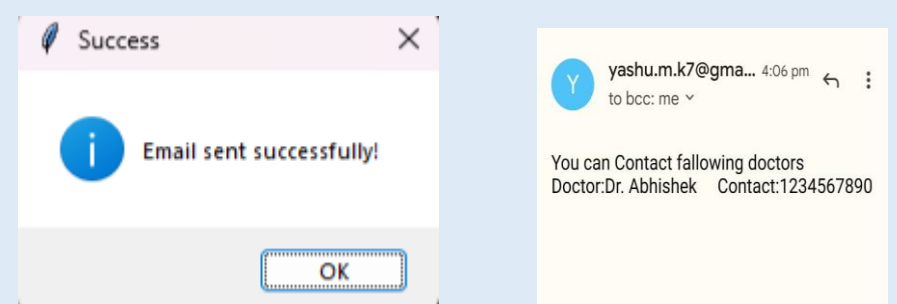 Success
Email sent successfully!
OK
Y
yashu.m.k7@gma... 4:06 pm
to bcc: me
You can Contact fallowing doctors
Doctor:Dr. Abhishek Contact:1234567890